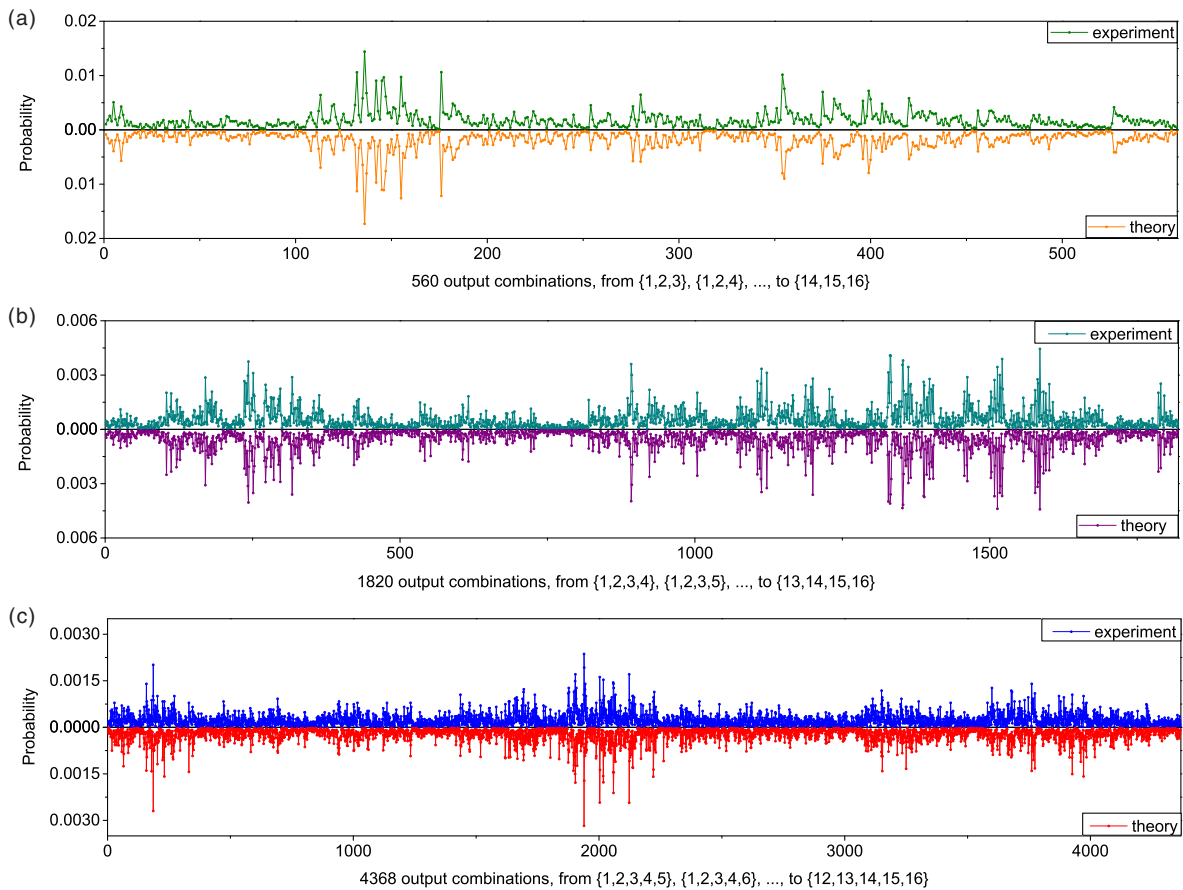 (a)
0.02
0.01
0.00
0.01
0.02
Probability
experiment
theory
0 100 200 300 400 500
560 output combinations, from {1,2,3}, {1,2,4}, ..., to {14,15,16}
(b)
0.006
0.003
0.000
0.003
0.006
Probability
experiment
theory
0 500 1000 1500
1820 output combinations, from {1,2,3,4}, {1,2,3,5}, ..., to {13,14,15,16}
(c)
0.0030
0.0015
0.0000
0.0015
0.0030
Probability
experiment
theory
0 1000 2000 3000 4000
4368 output combinations, from {1,2,3,4,5}, {1,2,3,4,6}, ..., to {12,13,14,15,16}